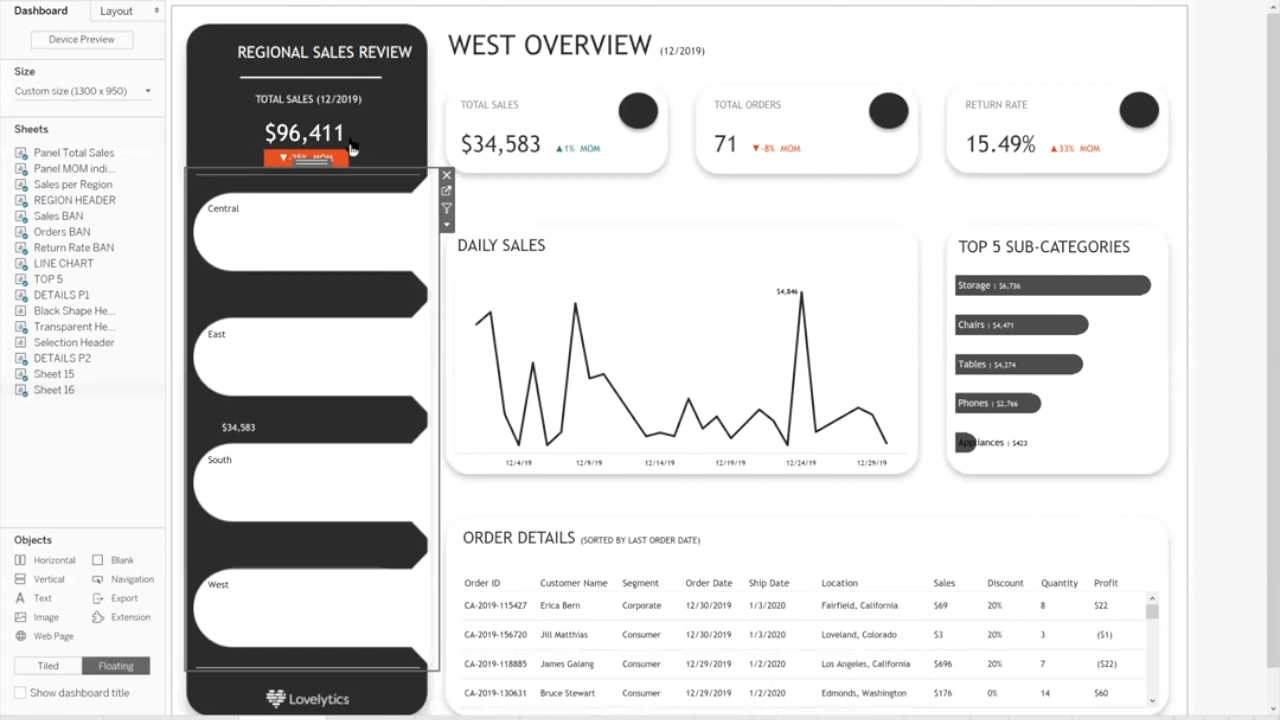 Dashboard
Layout
Device Preview
Size
Custom size (1300 x 950)
Sheets
Panel Total Sales
Panel MOM indi...
Sales per Region
REGION HEADER
Sales BAN
Orders BAN
Return Rate BAN
LINE CHART
TOP 5
DETAILS P1
Black Shape He...
Transparent He...
Selection Header
DETAILS P2
Sheet 15
Sheet 16
Objects
Horizontal Blank
Vertical Navigation
Text Export
Image Extension
Web Page
Tiled Floating
Show dashboard title
REGIONAL SALES REVIEW
TOTAL SALES (12/2019)
$96,411
Central
East
$34,583
South
West
Lovelytics
WEST OVERVIEW (12/2019)
TOTAL SALES
$34,583 ▲1% MOM
TOTAL ORDERS
71 ▼-8% MOM
RETURN RATE
15.49% ▲33% MOM
DAILY SALES
$4,846
12/4/19 12/9/19 12/14/19 12/19/19 12/24/19 12/29/19
TOP 5 SUB-CATEGORIES
Storage | $6,736
Chairs | $4,471
Tables | $4,274
Phones | $2,766
Appliances | $423
ORDER DETAILS (SORTED BY LAST ORDER DATE)
Order ID Customer Name Segment Order Date Ship Date Location Sales Discount Quantity Profit
CA-2019-115427 Erica Bern Corporate 12/30/2019 1/3/2020 Fairfield, California $69 20% 8 $22
CA-2019-156720 Jill Matthias Consumer 12/30/2019 1/3/2020 Loveland, Colorado $3 20% 3 ($1)
CA-2019-118885 James Galang Consumer 12/29/2019 1/2/2020 Los Angeles, California $696 20% 7 ($22)
CA-2019-130631 Bruce Stewart Consumer 12/29/2019 1/2/2020 Edmonds, Washington $176 0% 14 $60